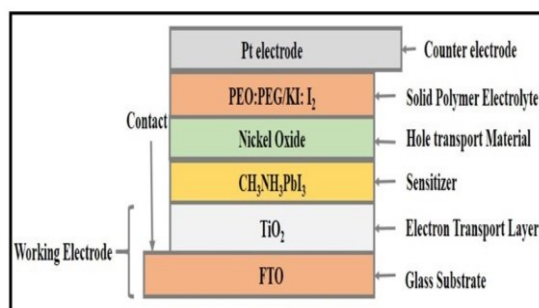 Pt electrode
Counter electrode
PEO:PEG/KI: I₂
Solid Polymer Electrolyte
Contact
Nickel Oxide
Hole transport Material
CH₃NH₃PbI₃
Sensitizer
TiO₂
Electron Transport Layer
Working Electrode
FTO
Glass Substrate